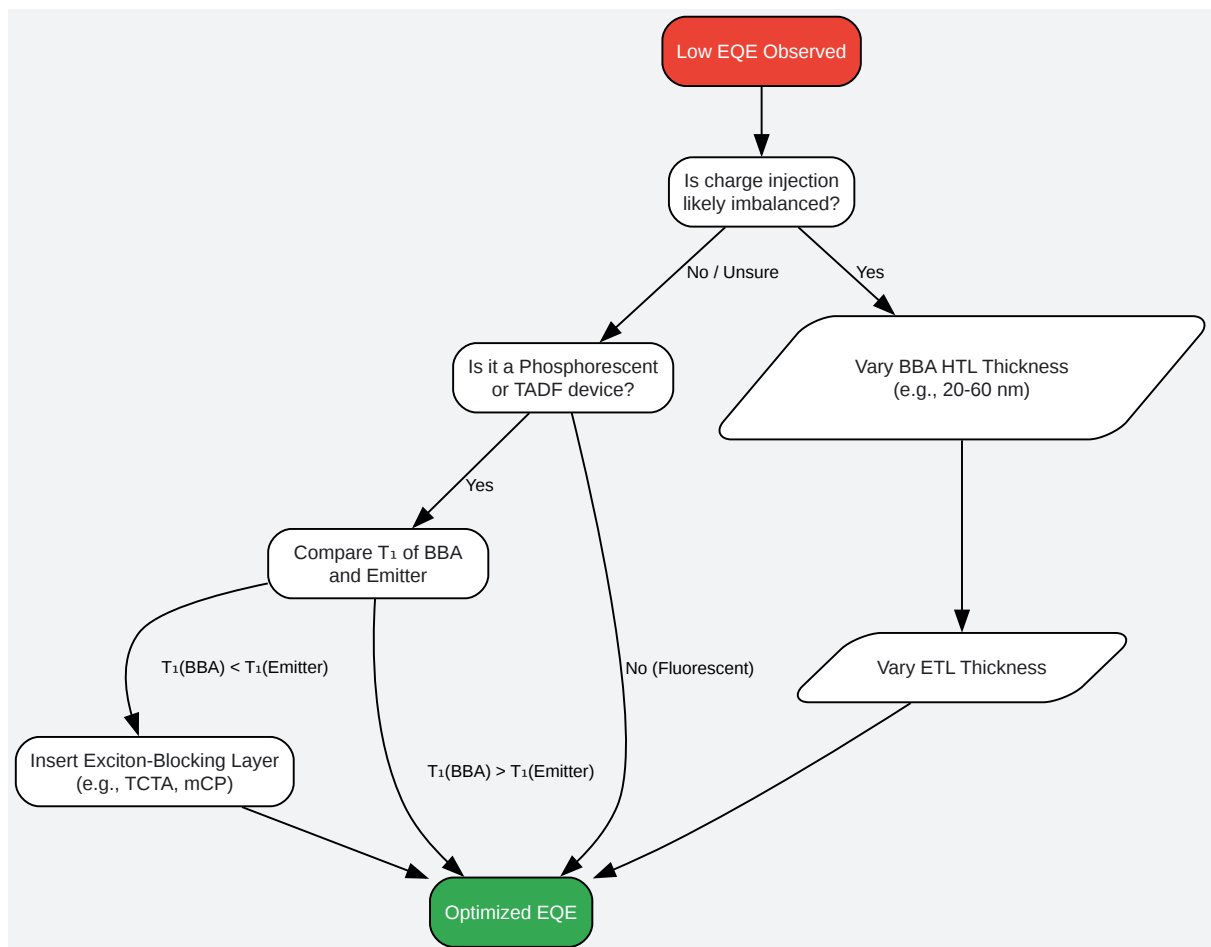 Low EQE Observed
Is charge injection
likely imbalanced?
No / Unsure
Yes
Is it a Phosphorescent
or TADF device?
Vary BBA HTL Thickness
(e.g., 20-60 nm)
Yes
Compare T₁ of BBA
and Emitter
T₁(BBA) < T₁(Emitter)
No (Fluorescent)
Vary ETL Thickness
Insert Exciton-Blocking Layer
(e.g., TCTA, mCP)
T₁(BBA) > T₁(Emitter)
Optimized EQE